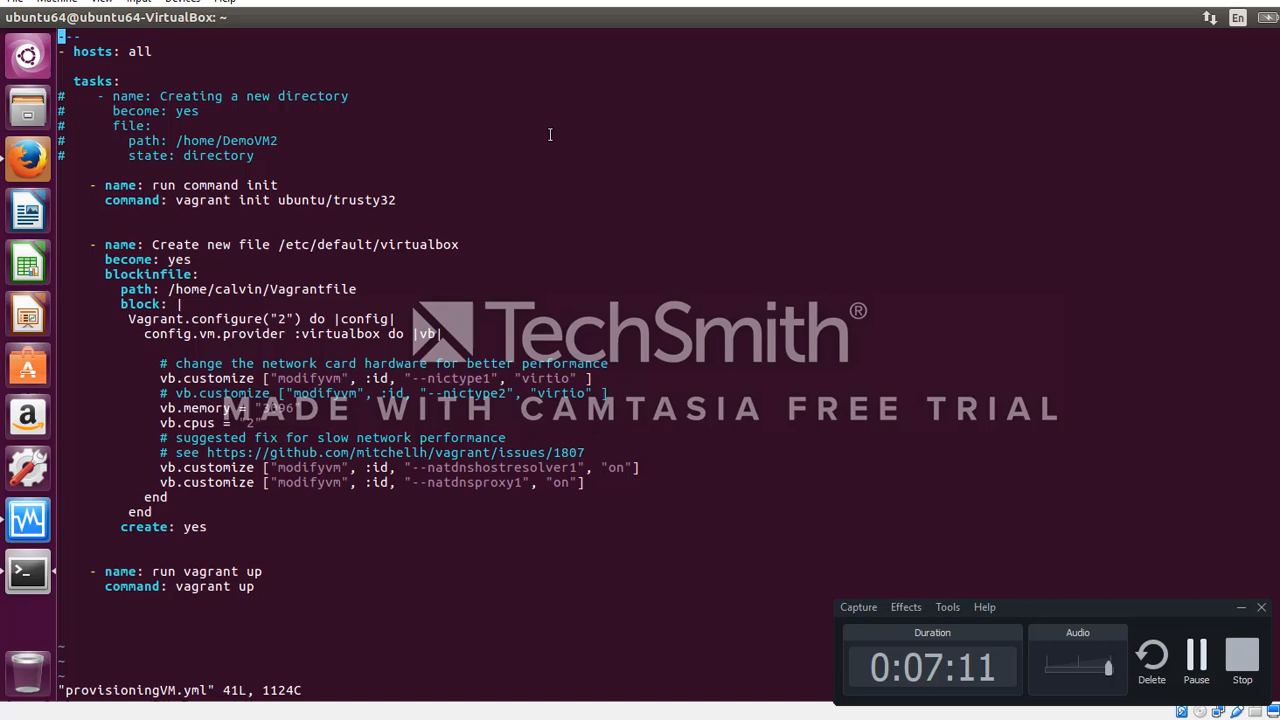 File Machine View Input Devices Help
ubuntu64@ubuntu64-VirtualBox: ~
En
---
- hosts: all
tasks:
# - name: Creating a new directory
# become: yes
# file:
# path: /home/DemoVM2
# state: directory
- name: run command init
command: vagrant init ubuntu/trusty32
- name: Create new file /etc/default/virtualbox
become: yes
blockinfile:
path: /home/calvin/Vagrantfile
block: |
Vagrant.configure("2") do |config|
config.vm.provider :virtualbox do |vb|
# change the network card hardware for better performance
vb.customize ["modifyvm", :id, "--nictype1", "virtio" ]
# vb.customize ["modifyvm", :id, "--nictype2", "virtio" ]
vb.memory = "3096"
vb.cpus = "2"
# suggested fix for slow network performance
# see https://github.com/mitchellh/vagrant/issues/1807
vb.customize ["modifyvm", :id, "--natdnshostresolver1", "on"]
vb.customize ["modifyvm", :id, "--natdnsproxy1", "on"]
end
end
create: yes
- name: run vagrant up
command: vagrant up
~
~
~
"provisioningVM.yml" 41L, 1124C
TechSmith®
MADE WITH CAMTASIA FREE TRIAL
Capture Effects Tools Help
Duration Audio
0:07:11
Delete Pause Stop